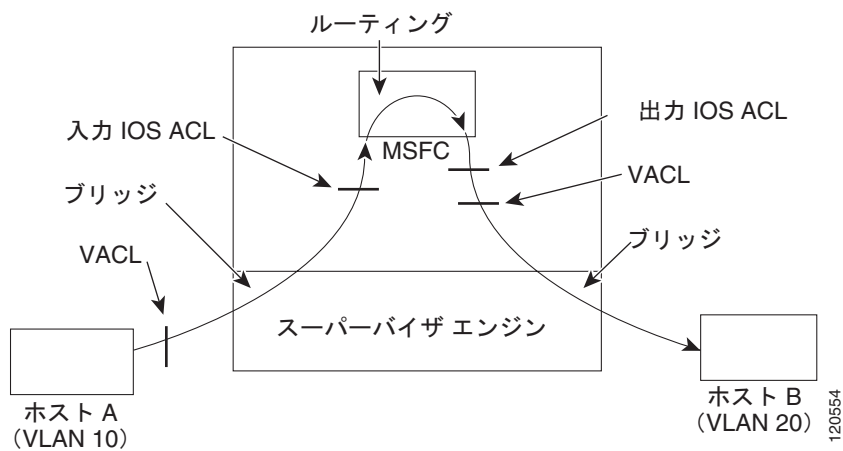 ルーティング
入力 IOS ACL
出力 IOS ACL
MSFC
VACL
ブリッジ
ブリッジ
VACL
スーパーバイザ エンジン
ホスト A
(VLAN 10)
ホスト B
(VLAN 20)
120554